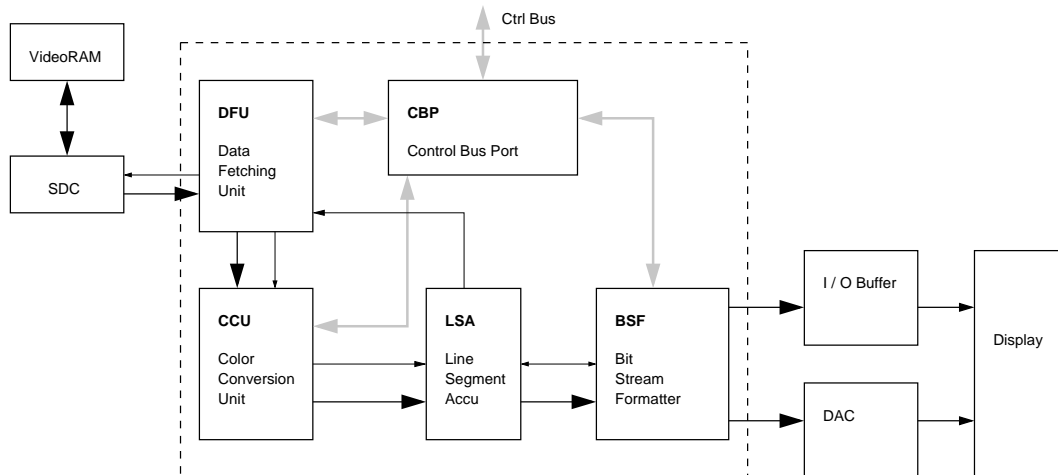 Ctrl Bus
VideoRAM
DFU
Data
Fetching
Unit
CBP
Control Bus Port
SDC
CCU
Color
Conversion
Unit
LSA
Line
Segment
Accu
BSF
Bit
Stream
Formatter
I / O Buffer
DAC
Display